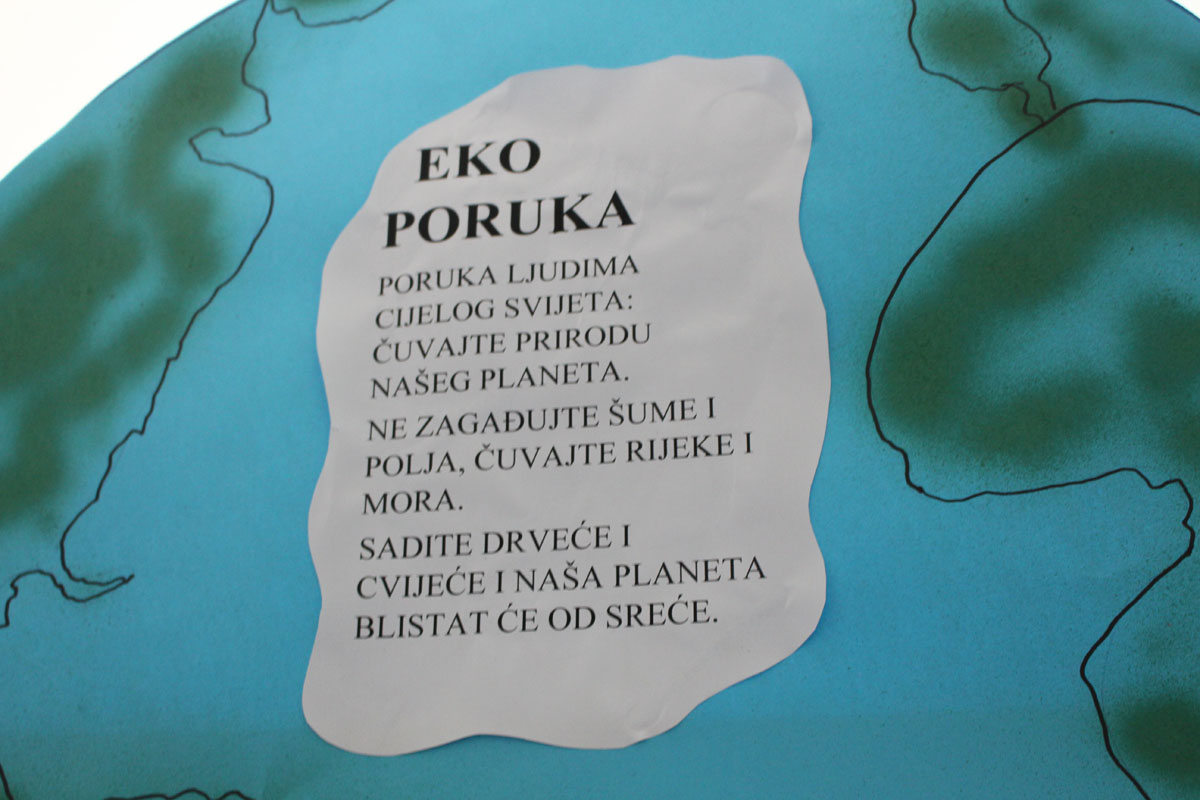 EKO
PORUKA
PORUKA LJUDIMA
CIJELOG SVIJETA:
ČUVAJTE PRIRODU
NAŠEG PLANETA.
NE ZAGAĐUJTE ŠUME I
POLJA, ČUVAJTE RIJEKE I
MORA.
SADITE DRVEĆE I
CVIJEĆE I NAŠA PLANETA
BLISTAT ĆE OD SREĆE.